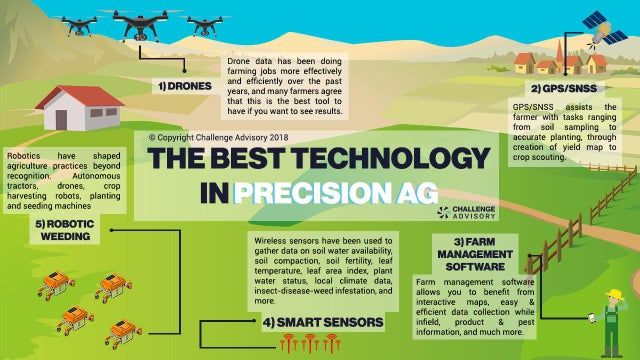 Drone data has been doing
farming jobs more effectively
and efficiently over the past
years, and many farmers agree
that this is the best tool to
have if you want to see results.
1) DRONES
2) GPS/SNSS
GPS/SNSS assists the
farmer with tasks ranging
from soil sampling to
accurate planting, through
creation of yield map to
crop scouting.
© Copyright Challenge Advisory 2018
THE BEST TECHNOLOGY
IN PRECISION AG
CHALLENGE
ADVISORY
Robotics have shaped
agriculture practices beyond
recognition. Autonomous
tractors, drones, crop
harvesting robots, planting
and seeding machines
5) ROBOTIC
WEEDING
Wireless sensors have been used to
gather data on soil water availability,
soil compaction, soil fertility, leaf
temperature, leaf area index, plant
water status, local climate data,
insect-disease-weed infestation, and
more.
4) SMART SENSORS
3) FARM
MANAGEMENT
SOFTWARE
Farm management software
allows you to benefit from
interactive maps, easy &
efficient data collection while
infield, product & pest
information, and much more.